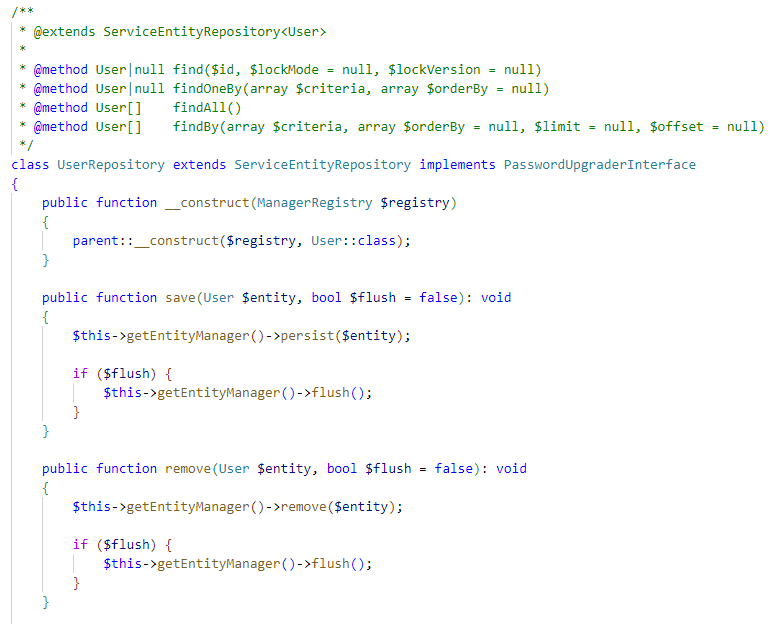 /**
 * @extends ServiceEntityRepository<User>
 *
 * @method User|null find($id, $lockMode = null, $lockVersion = null)
 * @method User|null findOneBy(array $criteria, array $orderBy = null)
 * @method User[]    findAll()
 * @method User[]    findBy(array $criteria, array $orderBy = null, $limit = null, $offset = null)
 */
class UserRepository extends ServiceEntityRepository implements PasswordUpgraderInterface
{
    public function __construct(ManagerRegistry $registry)
    {
        parent::__construct($registry, User::class);
    }

    public function save(User $entity, bool $flush = false): void
    {
        $this->getEntityManager()->persist($entity);

        if ($flush) {
            $this->getEntityManager()->flush();
        }
    }

    public function remove(User $entity, bool $flush = false): void
    {
        $this->getEntityManager()->remove($entity);

        if ($flush) {
            $this->getEntityManager()->flush();
        }
    }